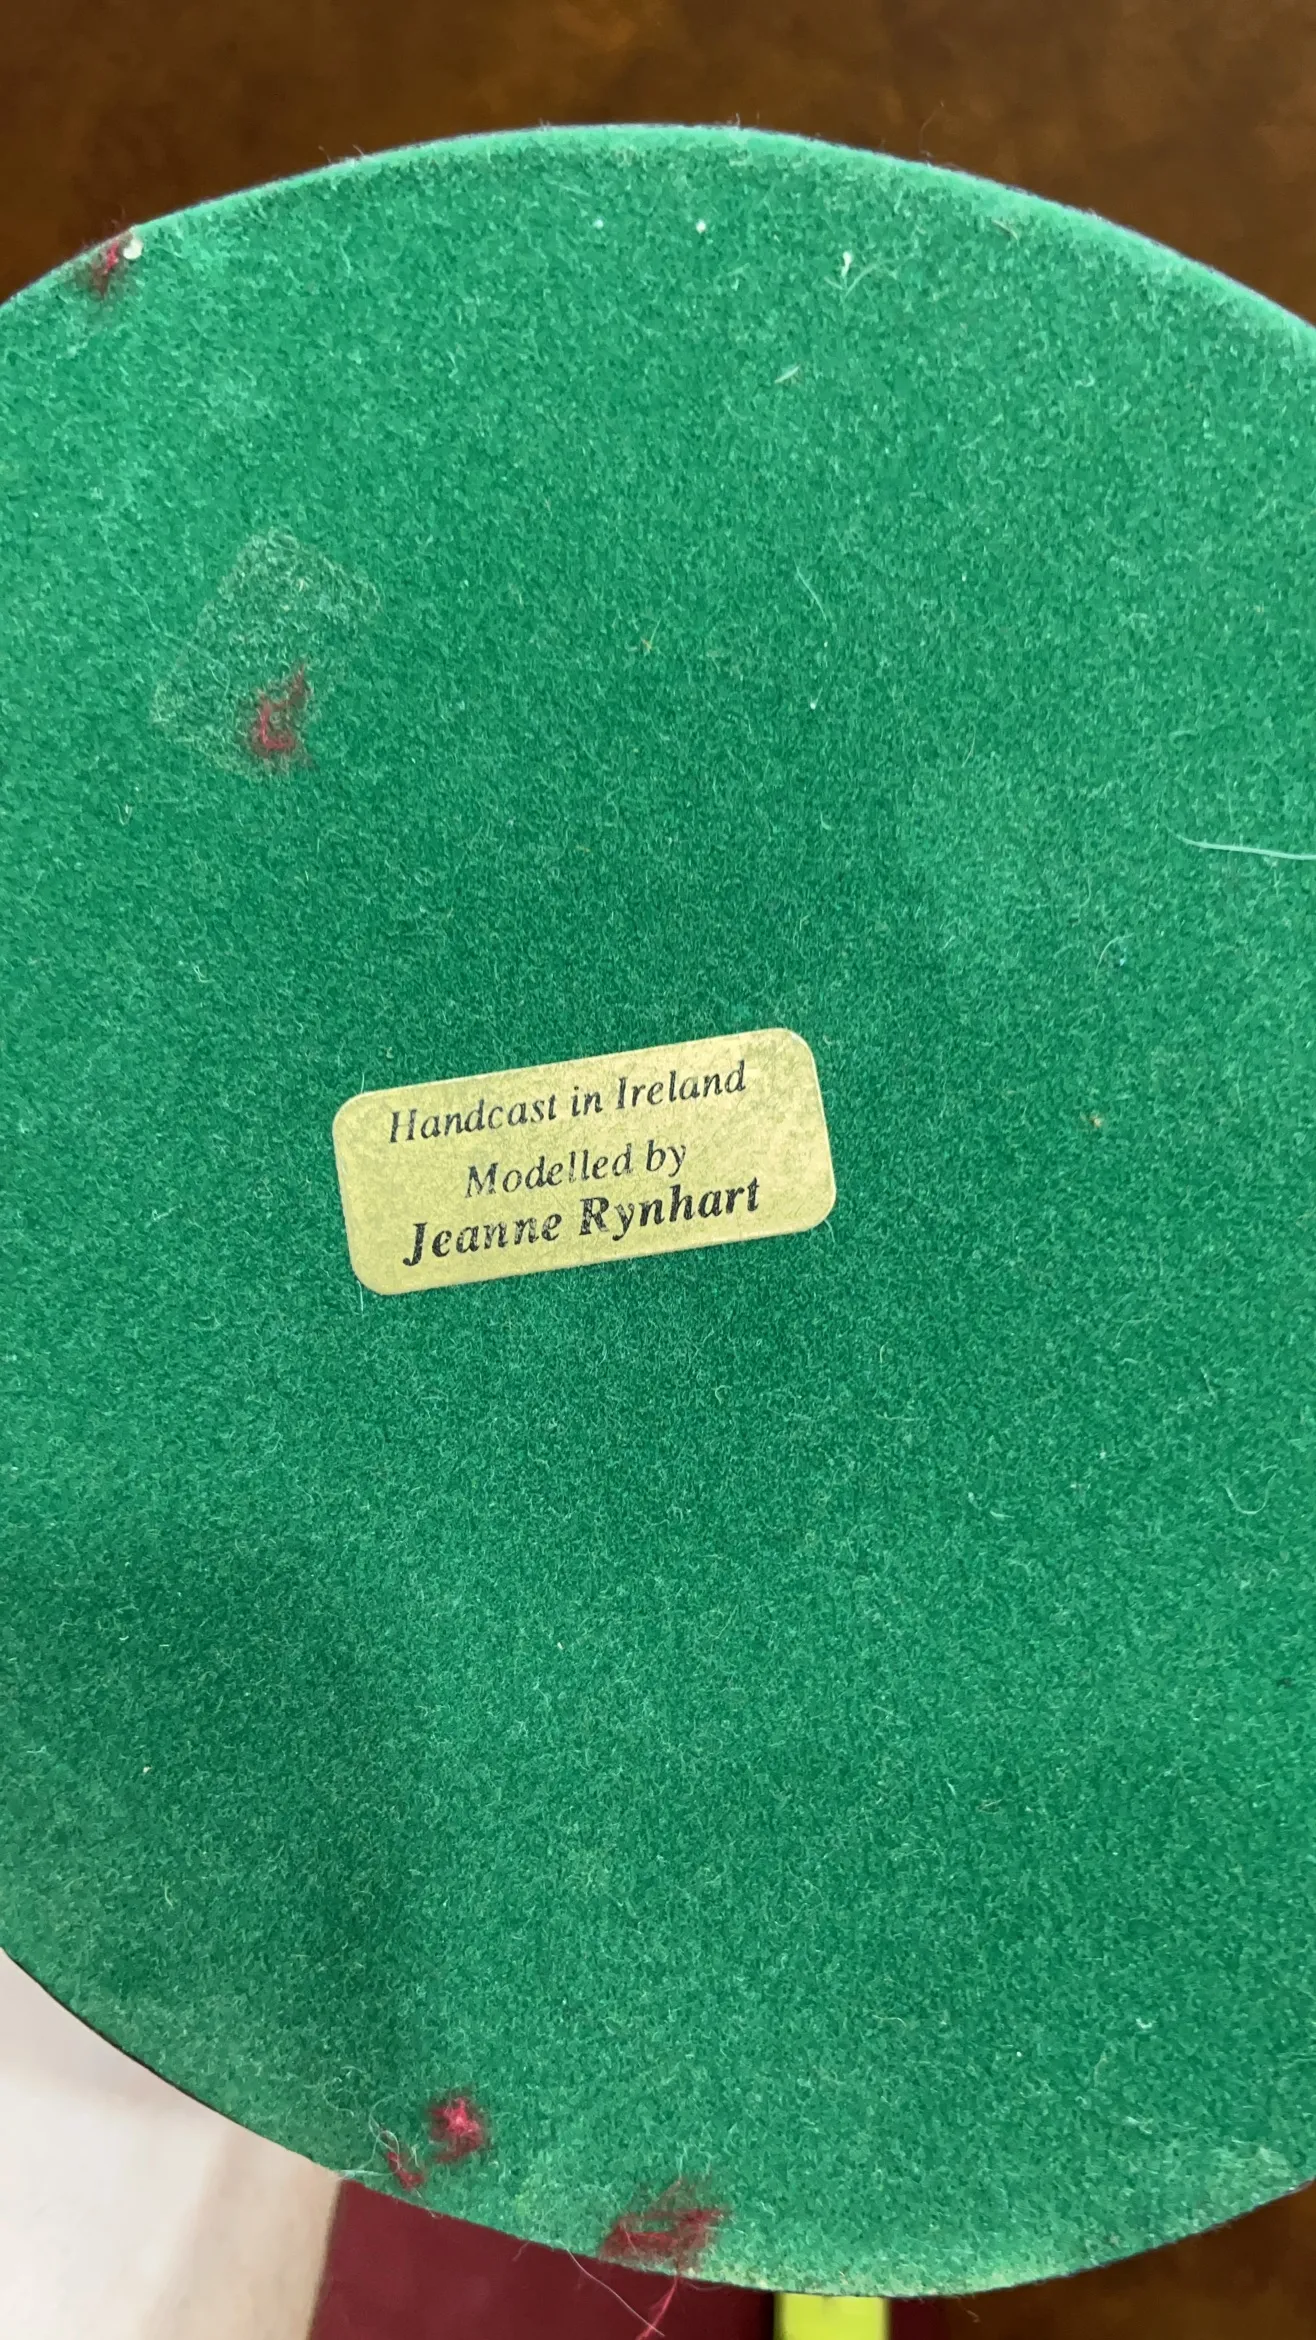 Handcast in Ireland
Modelled by
Jeanne Rynhart